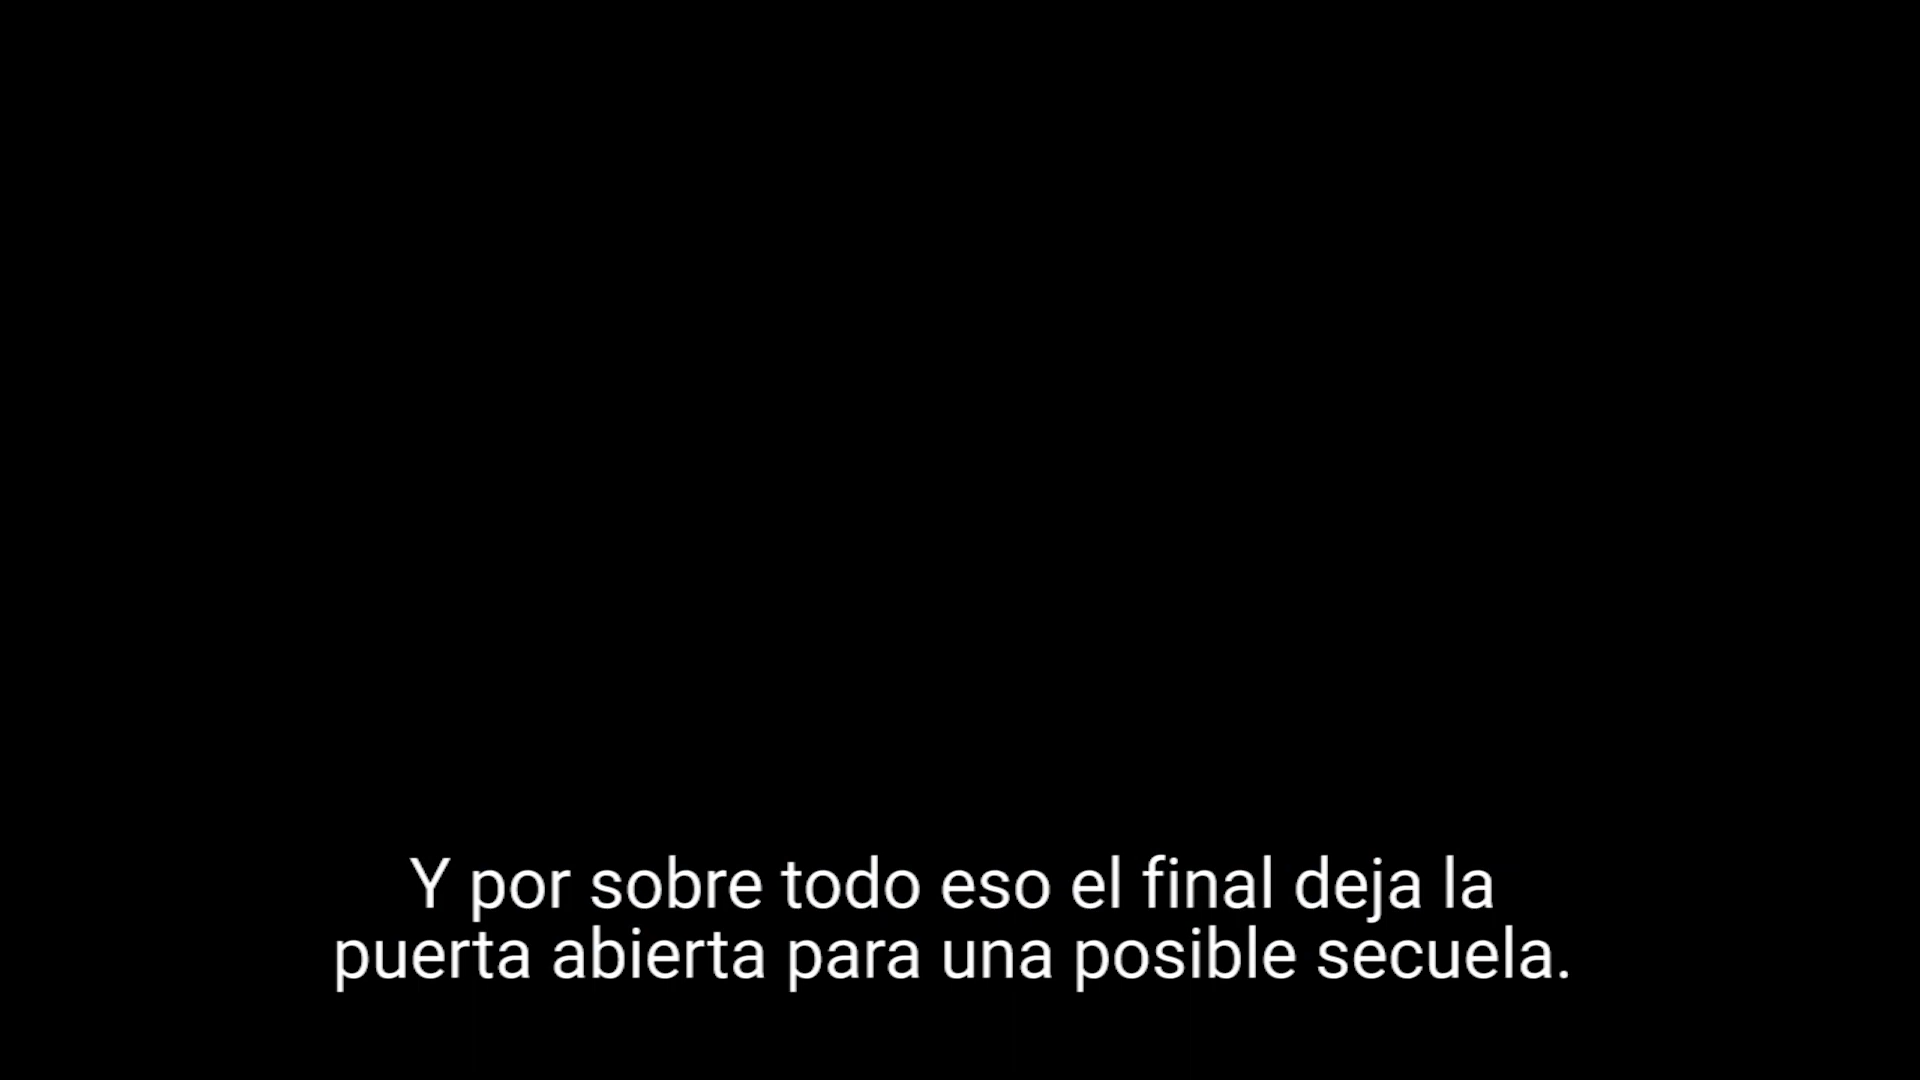 Y por sobre todo eso el final deja la
puerta abierta para una posible secuela.